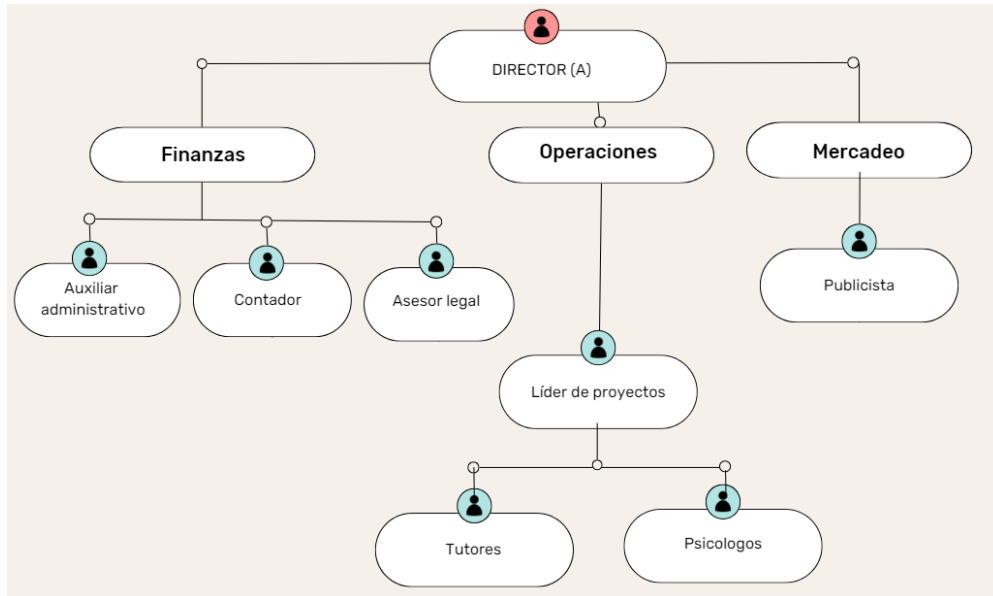 DIRECTOR (A)
Finanzas
Operaciones
Mercadeo
Auxiliar
administrativo
Contador
Asesor legal
Publicista
Líder de proyectos
Tutores
Psicologos